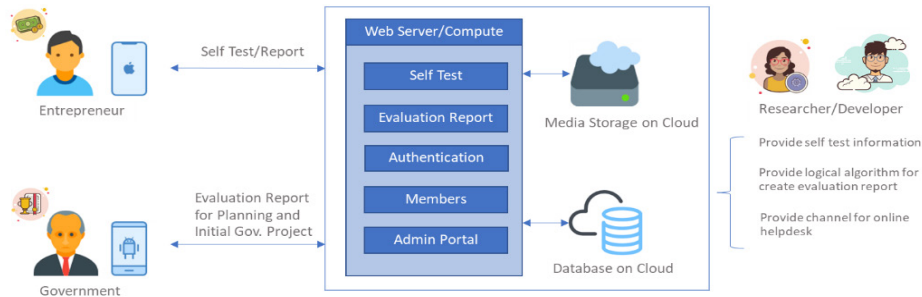 Self Test/Report
Entrepreneur
Evaluation Report
for Planning and
Initial Gov. Project
Government
Web Server/Compute
Self Test
Evaluation Report
Authentication
Members
Admin Portal
Media Storage on Cloud
Database on Cloud
Researcher/Developer
Provide self test information
Provide logical algorithm for
create evaluation report
Provide channel for online
helpdesk